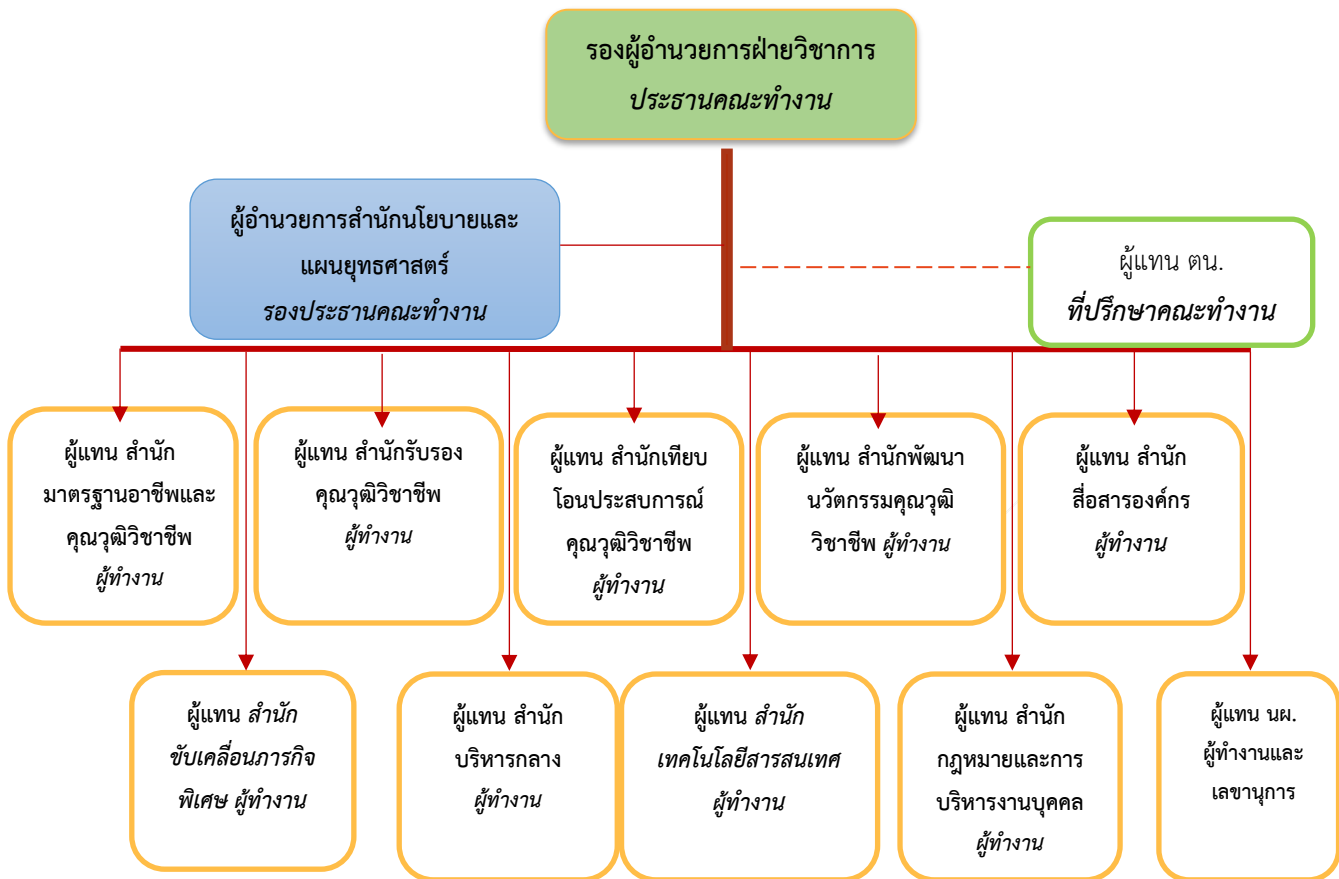 รองผู้อำนวยการฝ่ายวิชาการ
ประธานคณะทำงาน
ผู้อำนวยการสำนักนโยบายและ
แผนยุทธศาสตร์
รองประธานคณะทำงาน
ผู้แทน ตน.
ที่ปรึกษาคณะทำงาน
ผู้แทน สำนัก
มาตรฐานอาชีพและ
คุณวุฒิวิชาชีพ
ผู้ทำงาน
ผู้แทน สำนักรับรอง
คุณวุฒิวิชาชีพ
ผู้ทำงาน
ผู้แทน สำนักเทียบ
โอนประสบการณ์
คุณวุฒิวิชาชีพ
ผู้ทำงาน
ผู้แทน สำนักพัฒนา
นวัตกรรมคุณวุฒิ
วิชาชีพ ผู้ทำงาน
ผู้แทน สำนัก
สื่อสารองค์กร
ผู้ทำงาน
ผู้แทน สำนัก
ขับเคลื่อนภารกิจ
พิเศษ ผู้ทำงาน
ผู้แทน สำนัก
บริหารกลาง
ผู้ทำงาน
ผู้แทน สำนัก
เทคโนโลยีสารสนเทศ
ผู้ทำงาน
ผู้แทน สำนัก
กฎหมายและการ
บริหารงานบุคคล
ผู้ทำงาน
ผู้แทน นผ.
ผู้ทำงานและ
เลขานุการ